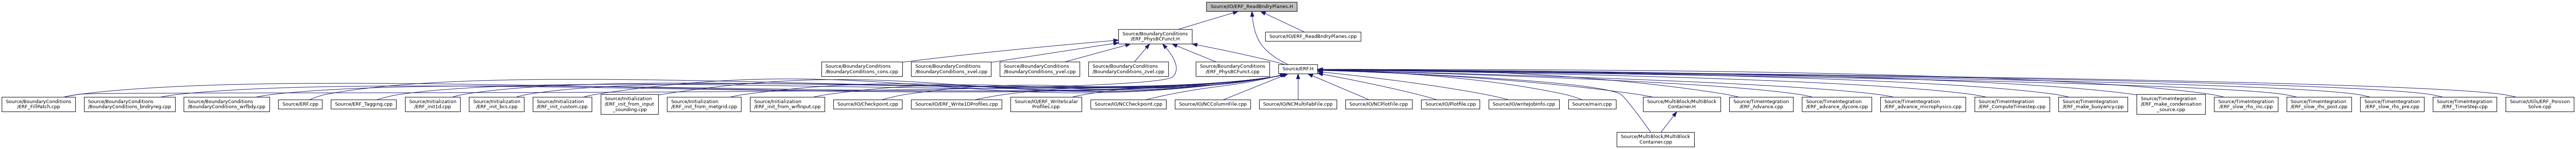 Source/IO/ERF_ReadBndryPlanes.H
Source/BoundaryConditions
/ERF_PhysBCFunct.H
Source/IO/ERF_ReadBndryPlanes.cpp
Source/BoundaryConditions
/BoundaryConditions_cons.cpp
Source/BoundaryConditions
/BoundaryConditions_xvel.cpp
Source/BoundaryConditions
/BoundaryConditions_yvel.cpp
Source/BoundaryConditions
/BoundaryConditions_zvel.cpp
Source/BoundaryConditions
/ERF_PhysBCFunct.cpp
Source/ERF.H
Source/BoundaryConditions
/ERF_FillPatch.cpp
Source/BoundaryConditions
/BoundaryConditions_bndryreg.cpp
Source/BoundaryConditions
/BoundaryConditions_wrfbdy.cpp
Source/ERF.cpp
Source/ERF_Tagging.cpp
Source/Initialization
/ERF_init1d.cpp
Source/Initialization
/ERF_init_bcs.cpp
Source/Initialization
/ERF_init_custom.cpp
Source/Initialization
/ERF_init_from_input
_sounding.cpp
Source/Initialization
/ERF_init_from_metgrid.cpp
Source/Initialization
/ERF_init_from_wrfinput.cpp
Source/IO/Checkpoint.cpp
Source/IO/ERF_Write1DProfiles.cpp
Source/IO/ERF_WriteScalar
Profiles.cpp
Source/IO/NCCheckpoint.cpp
Source/IO/NCColumnFile.cpp
Source/IO/NCMultiFabFile.cpp
Source/IO/NCPlotFile.cpp
Source/IO/Plotfile.cpp
Source/IO/writeJobInfo.cpp
Source/main.cpp
Source/MultiBlock/MultiBlock
Container.H
Source/TimeIntegration
/ERF_Advance.cpp
Source/TimeIntegration
/ERF_advance_dycore.cpp
Source/TimeIntegration
/ERF_advance_microphysics.cpp
Source/TimeIntegration
/ERF_ComputeTimestep.cpp
Source/TimeIntegration
/ERF_make_buoyancy.cpp
Source/TimeIntegration
/ERF_make_condensation
_source.cpp
Source/TimeIntegration
/ERF_slow_rhs_inc.cpp
Source/TimeIntegration
/ERF_slow_rhs_post.cpp
Source/TimeIntegration
/ERF_slow_rhs_pre.cpp
Source/TimeIntegration
/ERF_TimeStep.cpp
Source/Utils/ERF_Poisson
Solve.cpp
Source/MultiBlock/MultiBlock
Container.cpp